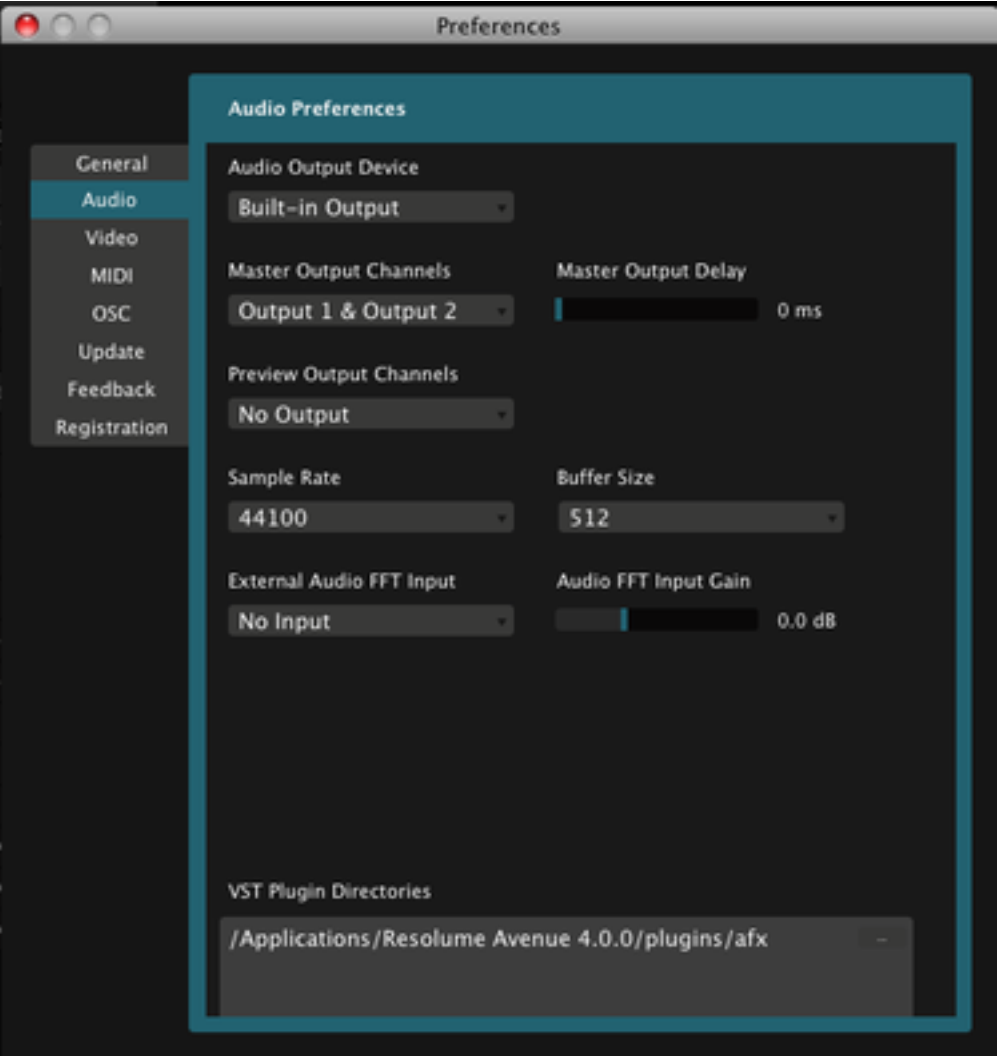 Preferences
Audio Preferences
General
Audio
Video
MIDI
OSC
Update
Feedback
Registration
Audio Output Device
Built-in Output
Master Output Channels
Master Output Delay
Output 1 & Output 2
0 ms
Preview Output Channels
No Output
Sample Rate
Buffer Size
44100
512
External Audio FFT Input
Audio FFT Input Gain
No Input
0.0 dB
VST Plugin Directories
/Applications/Resolume Avenue 4.0.0/plugins/afx